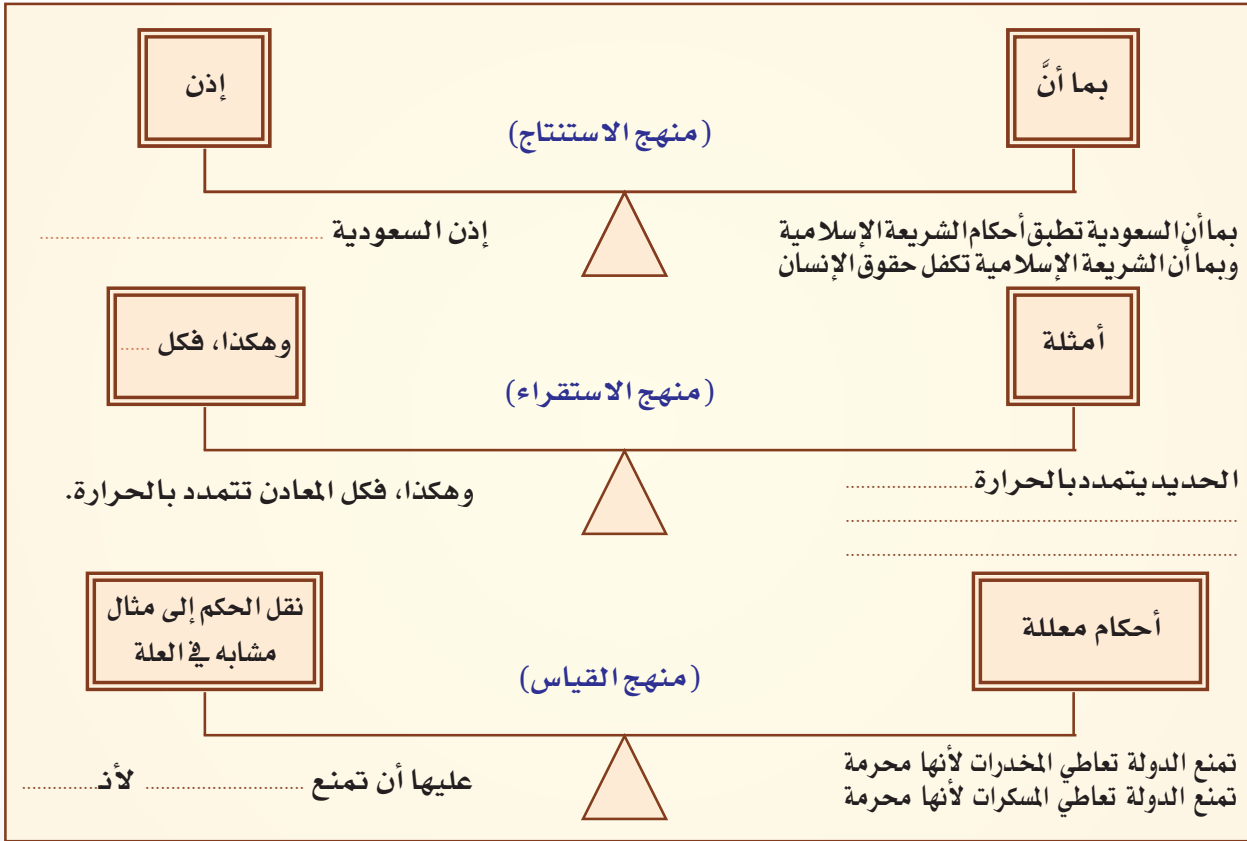 بما أنَّ
إذن
(منهج الاستنتاج)
بما أن السعودية تطبق أحكام الشريعة الإسلامية
وبما أن الشريعة الإسلامية تكفل حقوق الإنسان
إذن السعودية .................... .................... ....................
أمثلة
وهكذا، فكل ......
(منهج الاستقراء)
الحديد يتمدد بالحرارة..........................
................................................................................
................................................................................
وهكذا، فكل المعادن تتمدد بالحرارة.
أحكام معللة
نقل الحكم إلى مثال
مشابه في العلة
(منهج القياس)
تمنع الدولة تعاطي المخدرات لأنها محرمة
تمنع الدولة تعاطي المسكرات لأنها محرمة
عليها أن تمنع ................................ لأنـ................